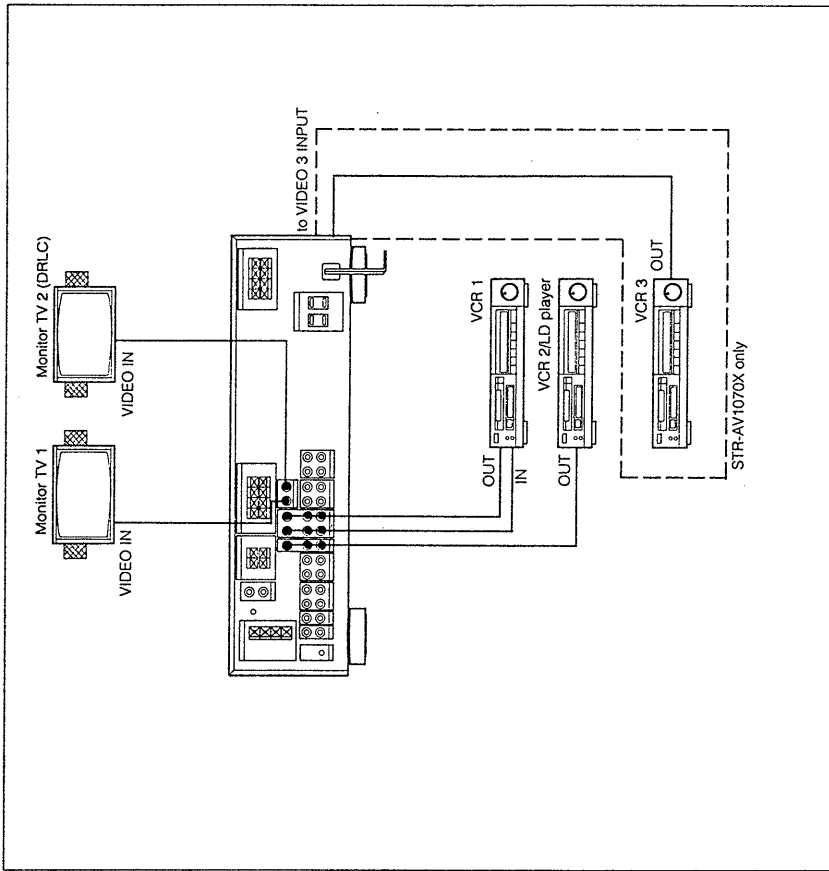 Monitor TV 1
VIDEO IN
Monitor TV 2 (DRLC)
VIDEO IN
to VIDEO 3 INPUT
OUT
IN
VCR 1
OUT
VCR 2/LD player
VCR 3
OUT
STR-AV1070X only